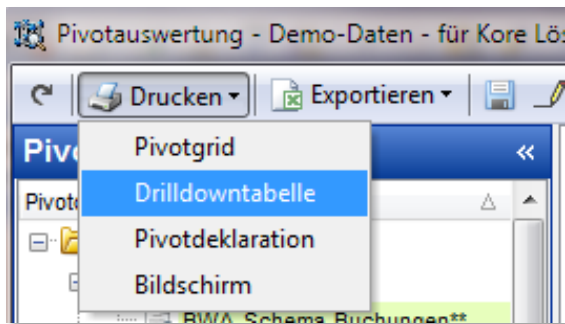 Pivotauswertung - Demo-Daten - für Kore
Drucken Exportieren
Pivotgrid
Drilldowntabelle
Pivotdeklaration
Bildschirm
BWA Schema Buchungen**